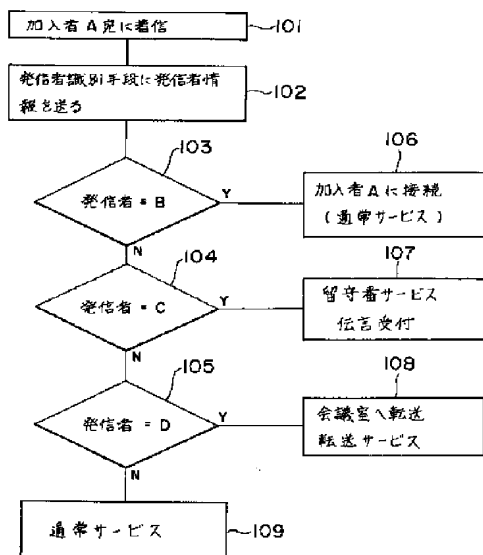 加入者A宛に着信
101
発信者識別手段に発信者情
報を送る
102
103
発信者=B
Y
N
106
加入者Aに接続
(通常サービス)
104
発信者=C
Y
N
107
留守番サービス
伝言受付
105
発信者=D
Y
N
108
会議室へ転送
転送サービス
通常サービス
109